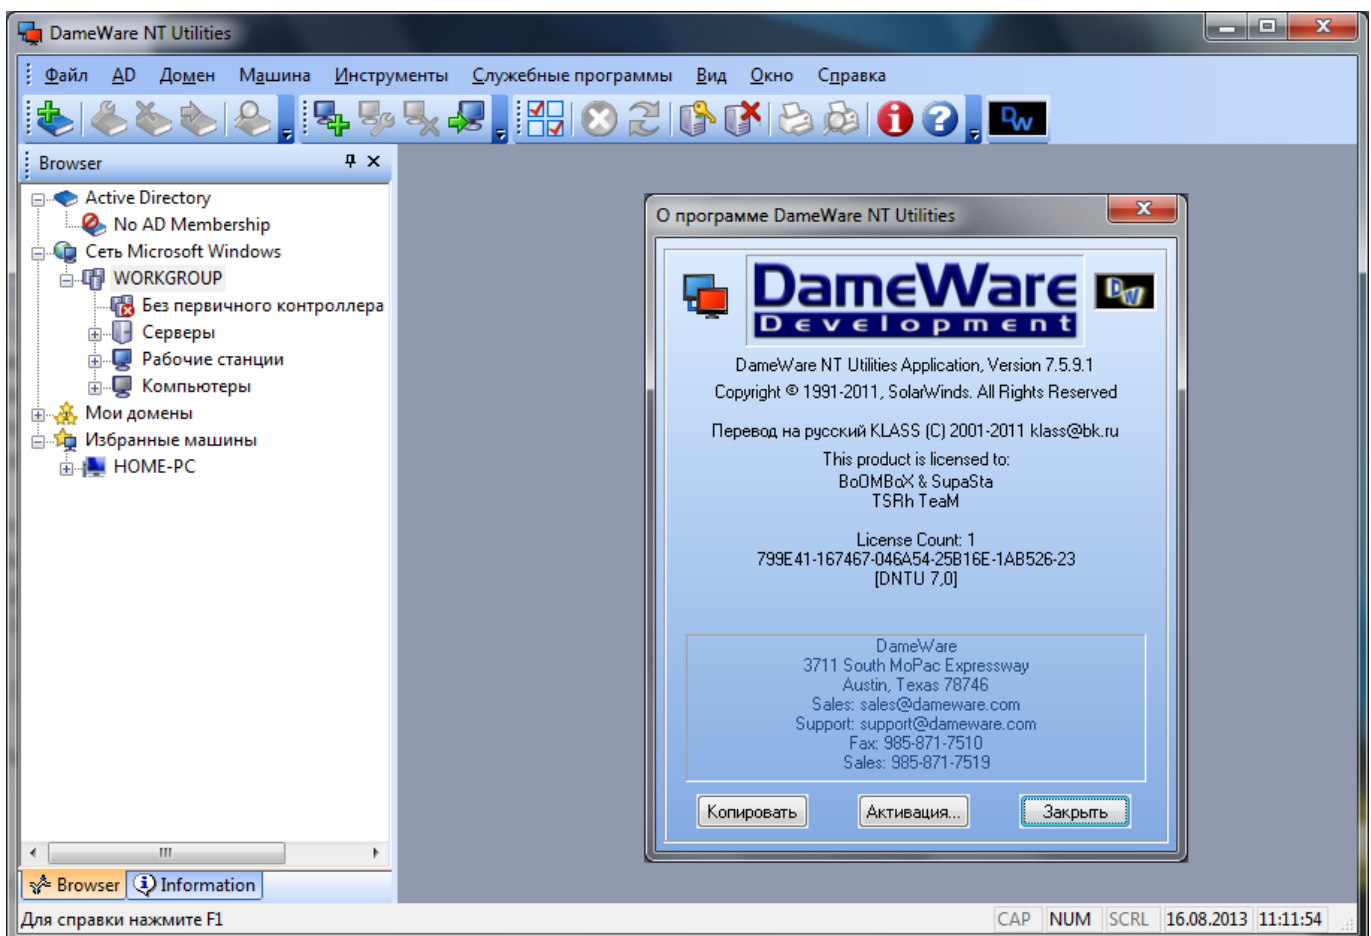 DameWare NT Utilities
Файл AD Домен Машина Инструменты Служебные программы Вид Окно Справка
DW
Browser
Active Directory
No AD Membership
Сеть Microsoft Windows
WORKGROUP
Без первичного контроллера
Серверы
Рабочие станции
Компьютеры
Мои домены
Избранные машины
HOME-PC
О программе DameWare NT Utilities
DameWare
Development
DW
DameWare NT Utilities Application, Version 7.5.9.1
Copyright © 1991-2011, SolarWinds. All Rights Reserved
Перевод на русский KLASS (C) 2001-2011 klass@bk.ru
This product is licensed to:
BoOMBoX & SupaSta
TSRh TeaM
License Count: 1
799E41-167467-046A54-25B16E-1AB526-23
[DNTU 7,0]
DameWare
3711 South MoPac Expressway
Austin, Texas 78746
Sales: sales@dameware.com
Support: support@dameware.com
Fax: 985-871-7510
Sales: 985-871-7519
Копировать Активация... Закрыть
Browser Information
Для справки нажмите F1 CAP NUM SCRL 16.08.2013 11:11:54